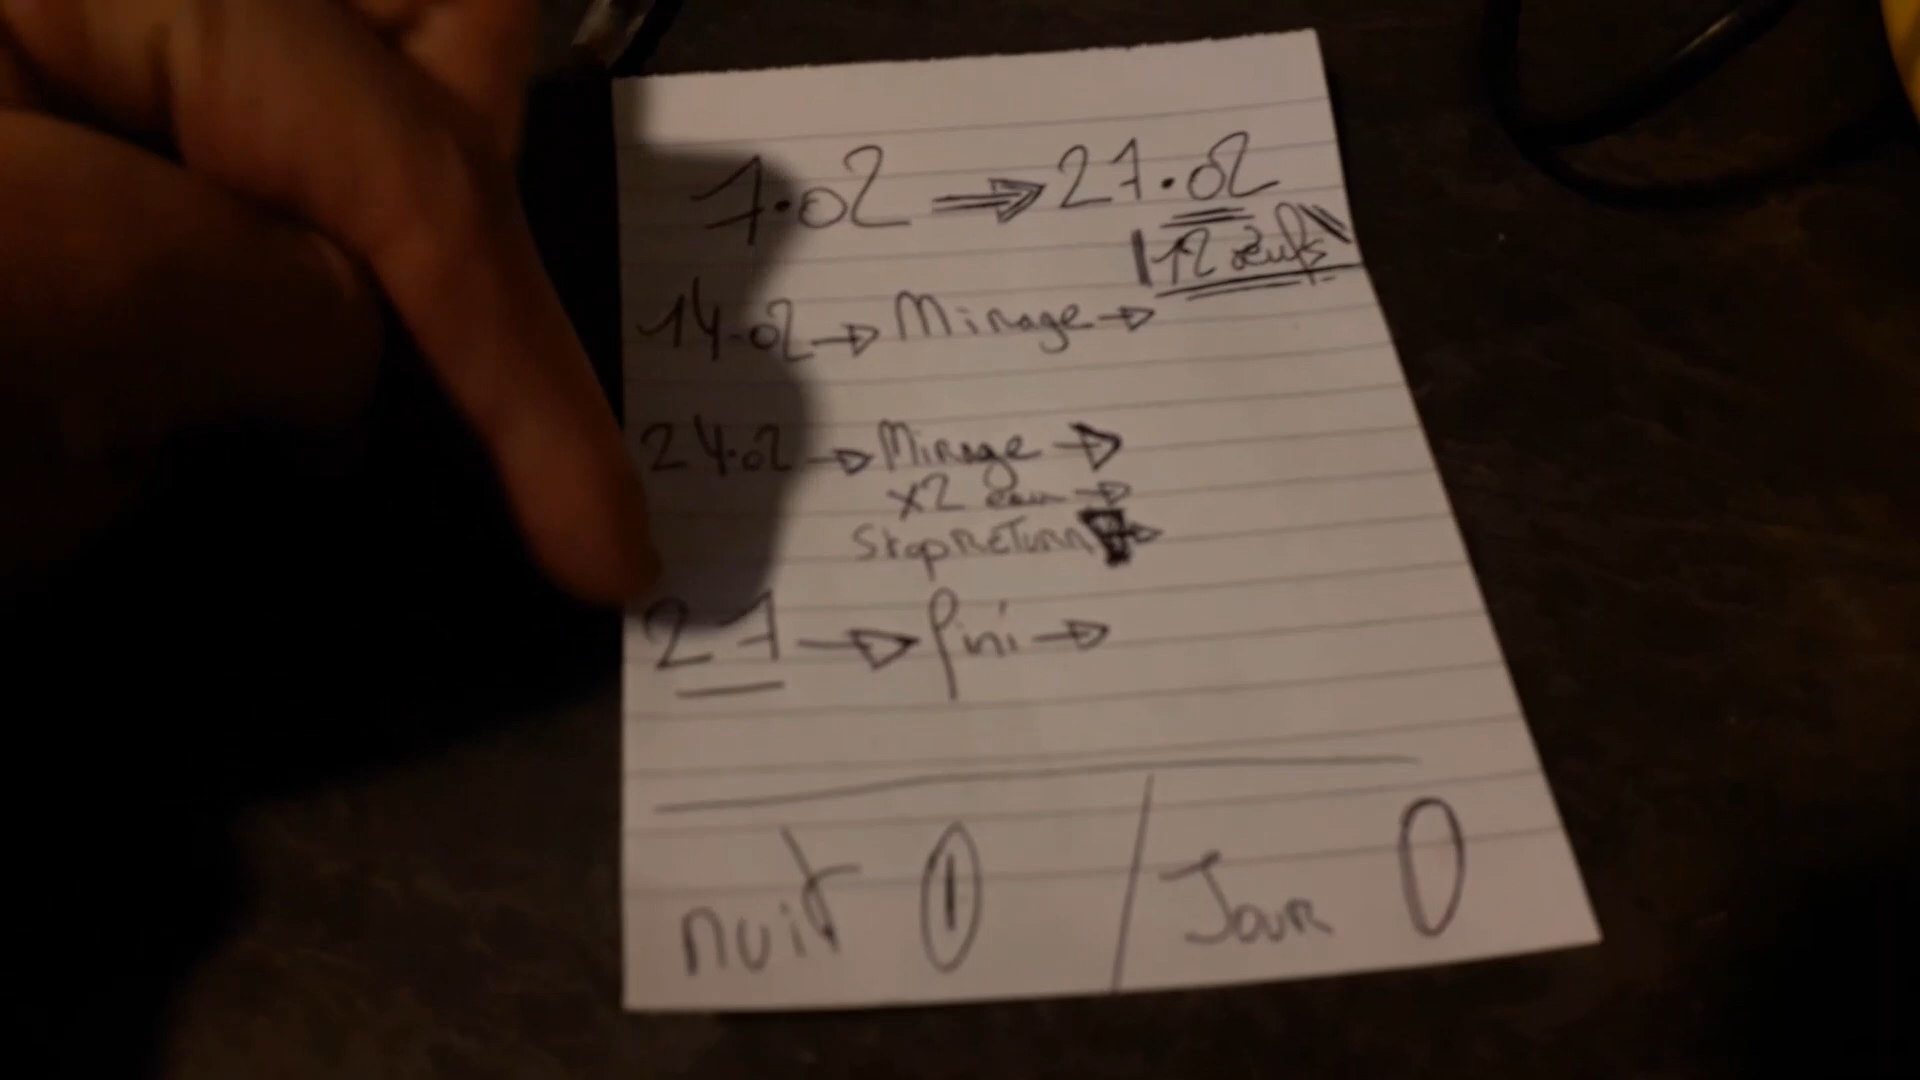 7.02 ⇒ 27.02
12 œufs
14.02 → Mirage →
24.02 → Mirage →
x2 eau →
Stop ReTurn →
27 → fini →
nuit ① / Jour 0